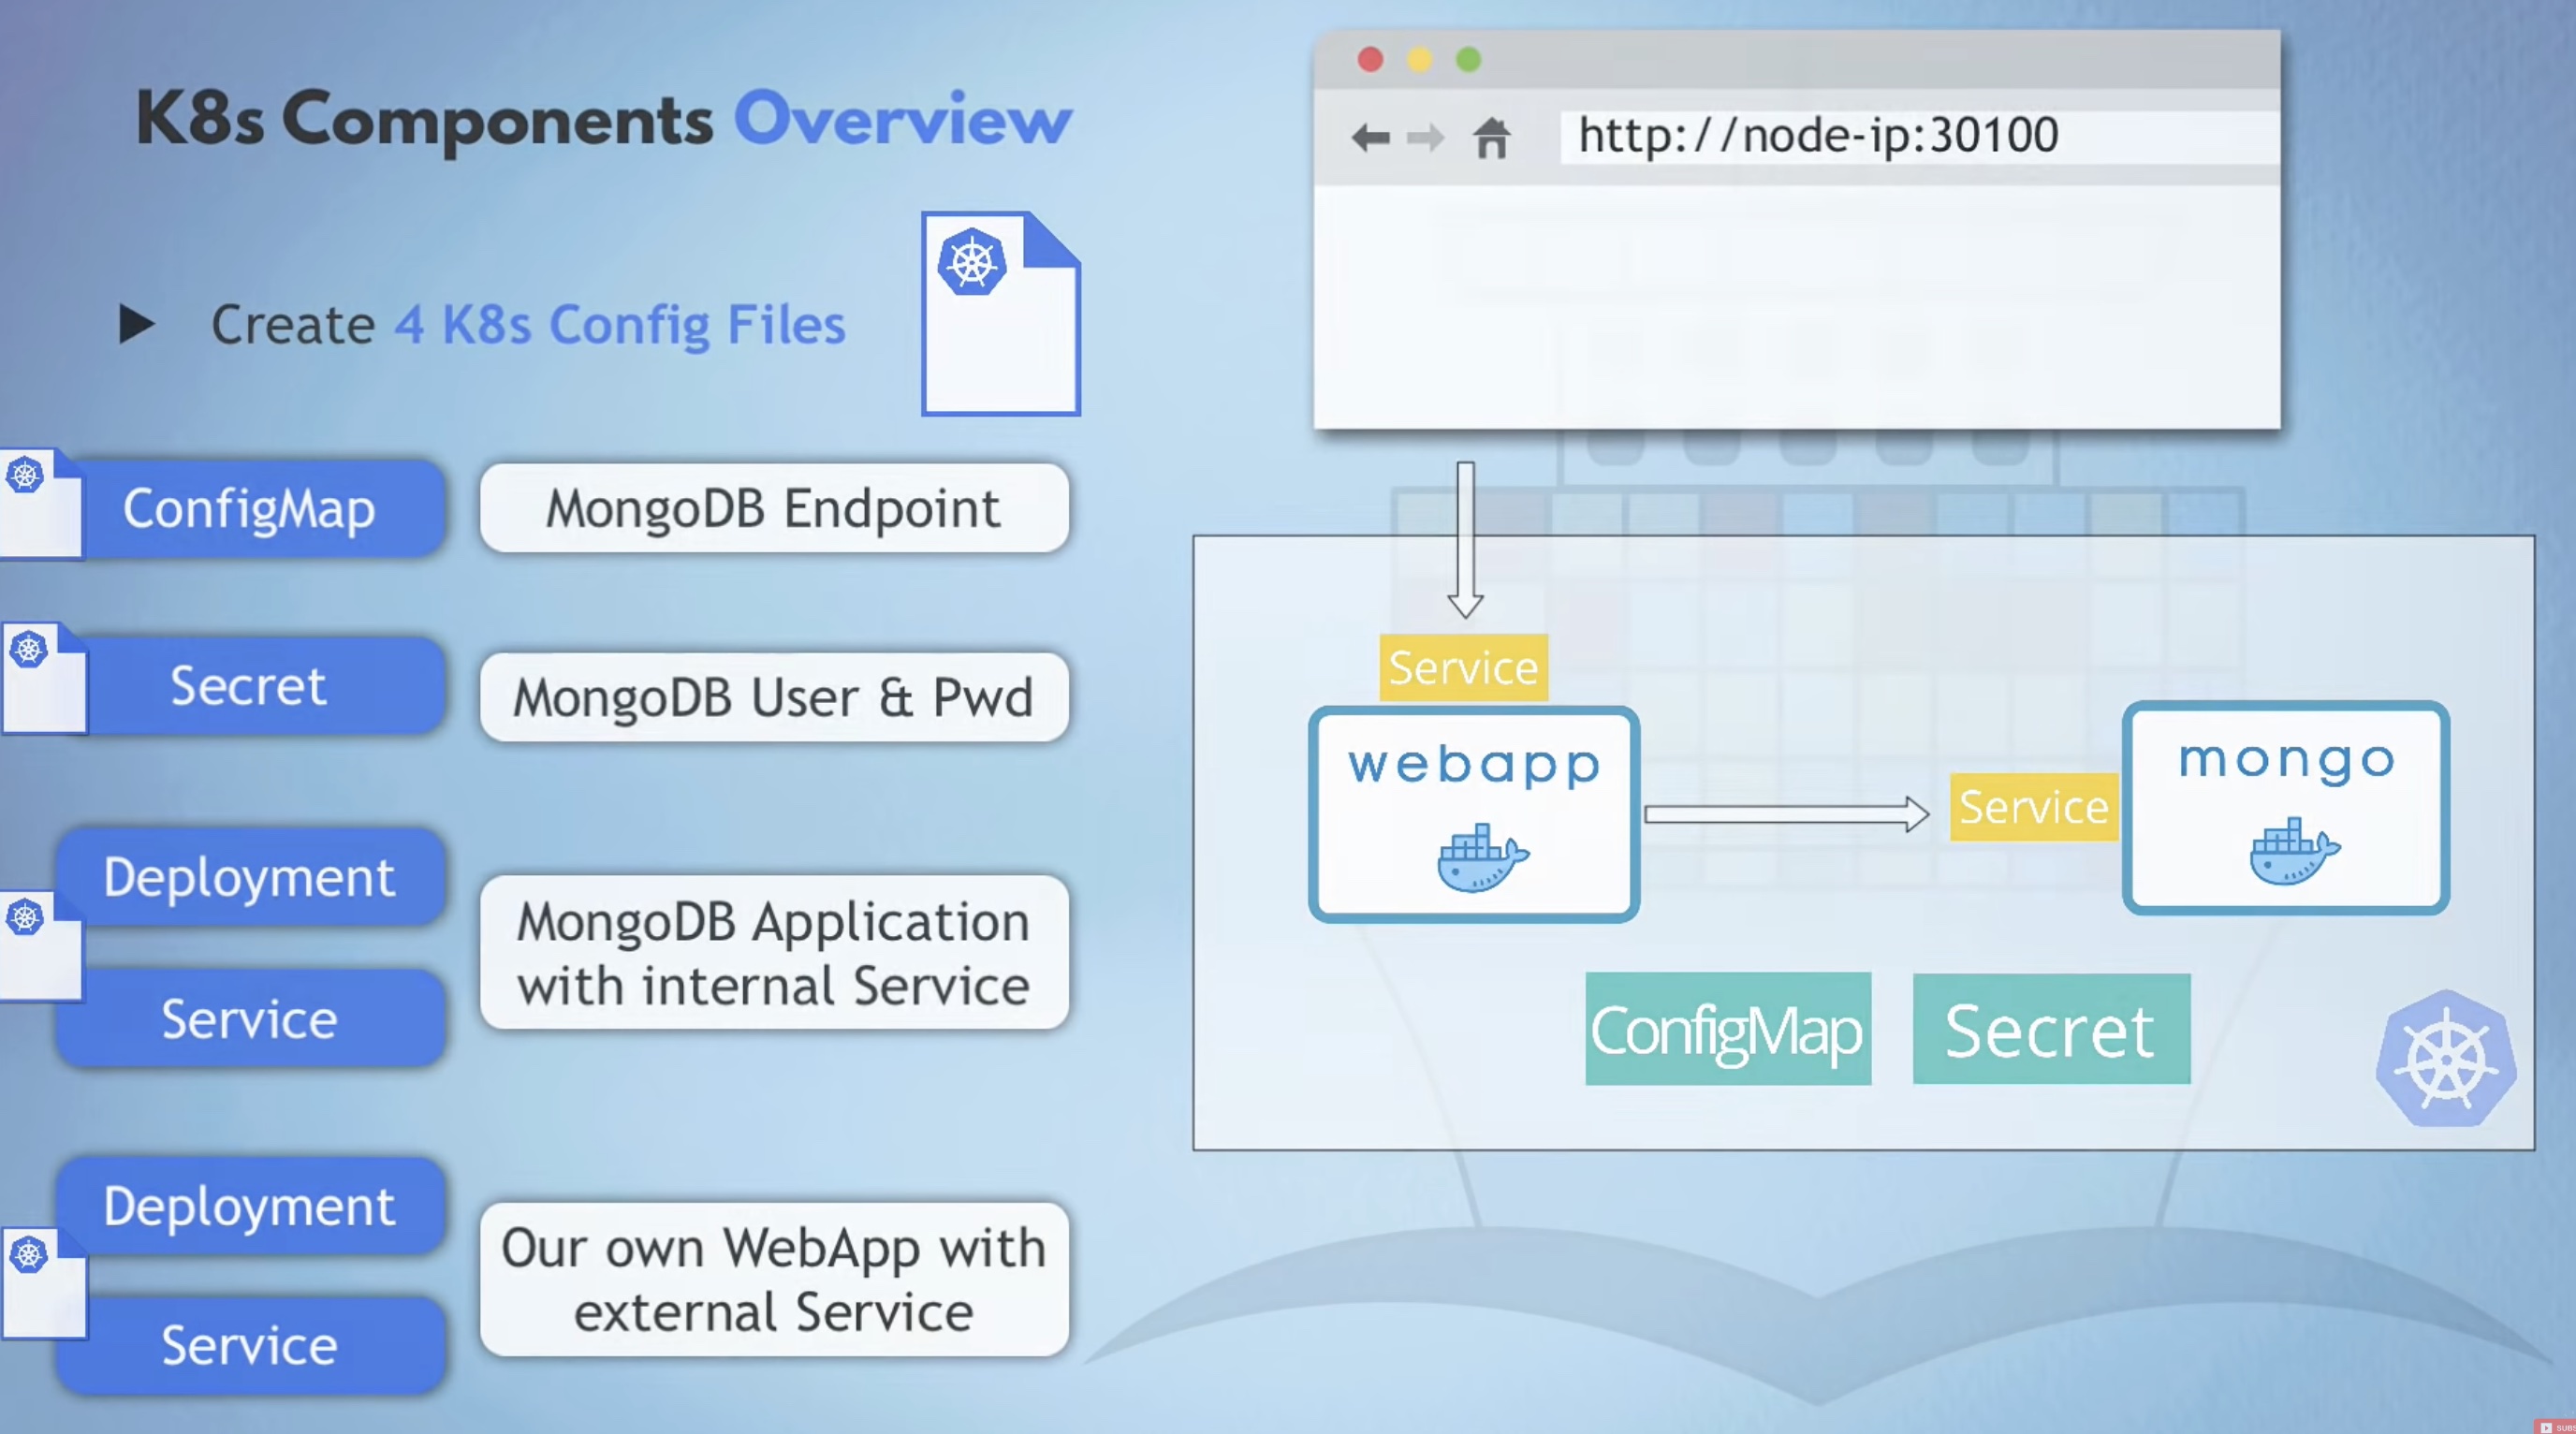 K8s Components Overview
Create 4 K8s Config Files
ConfigMap
MongoDB Endpoint
Secret
MongoDB User & Pwd
Deployment
Service
MongoDB Application
with internal Service
Deployment
Service
Our own WebApp with
external Service
http://node-ip:30100
Service
webapp
Service
mongo
ConfigMap
Secret